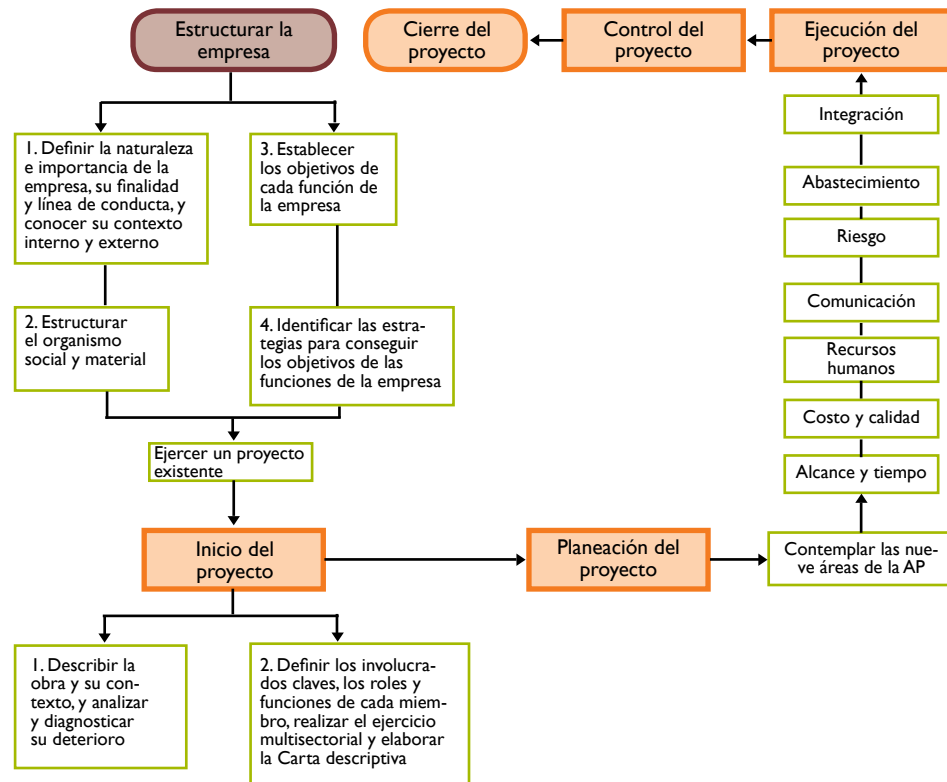 Estructurar la
empresa
Cierre del
proyecto
Control del
proyecto
Ejecución del
proyecto
1. Definir la naturaleza
e importancia de la
empresa, su finalidad
y línea de conducta, y
conocer su contexto
interno y externo
3. Establecer
los objetivos de
cada función de
la empresa
2. Estructurar
el organismo
social y material
4. Identificar las estra-
tegias para conseguir
los objetivos de las
funciones de la empresa
Ejercer un proyecto
existente
Inicio del
proyecto
Planeación del
proyecto
Contemplar las nue-
ve áreas de la AP
Integración
Abastecimiento
Riesgo
Comunicación
Recursos
humanos
Costo y calidad
Alcance y tiempo
1. Describir la
obra y su con-
texto, y analizar
y diagnosticar
su deterioro
2. Definir los involucra-
dos claves, los roles y
funciones de cada miem-
bro, realizar el ejercicio
multisectorial y elaborar
la Carta descriptiva